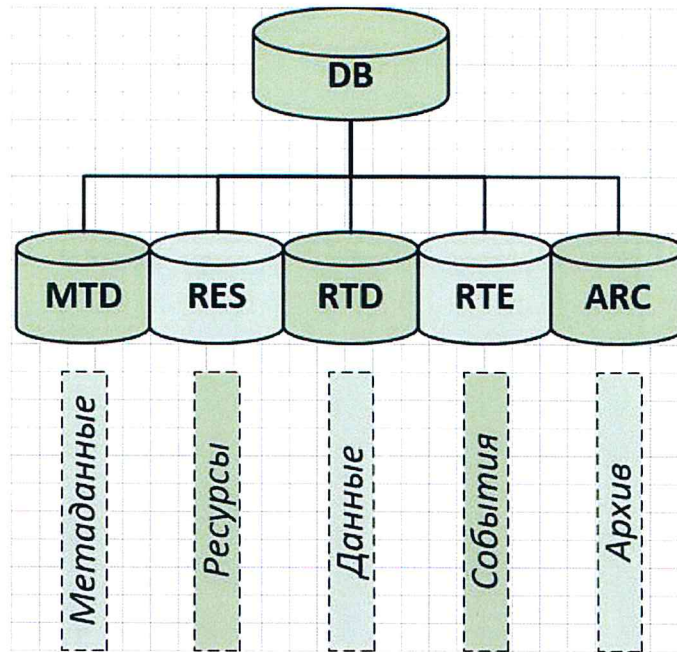 DB
MTD
RES
RTD
RTE
ARC
Метаданные
Ресурсы
Данные
События
Архив